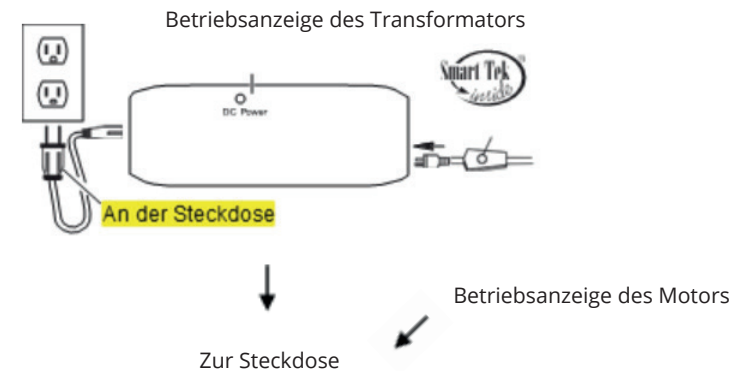 Betriebsanzeige des Transformators
Smart Tek
inside
DC Power
An der Steckdose
Betriebsanzeige des Motors
Zur Steckdose